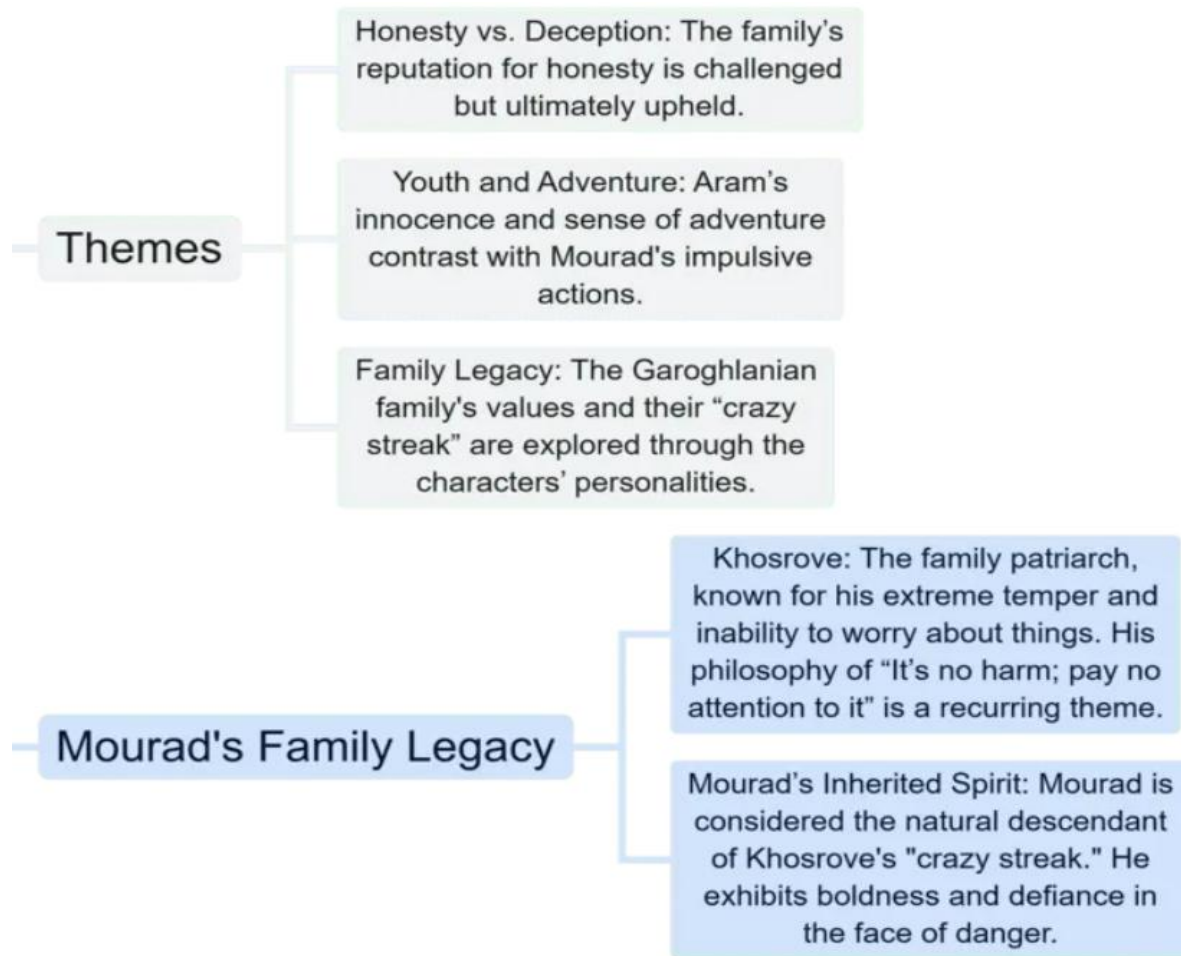 Honesty vs. Deception: The family’s
reputation for honesty is challenged
but ultimately upheld.
Youth and Adventure: Aram’s
innocence and sense of adventure
contrast with Mourad's impulsive
actions.
Themes
Family Legacy: The Garoghlanian
family's values and their “crazy
streak” are explored through the
characters’ personalities.
Khosrove: The family patriarch,
known for his extreme temper and
inability to worry about things. His
philosophy of “It’s no harm; pay no
attention to it” is a recurring theme.
Mourad's Family Legacy
Mourad’s Inherited Spirit: Mourad is
considered the natural descendant
of Khosrove's "crazy streak." He
exhibits boldness and defiance in
the face of danger.